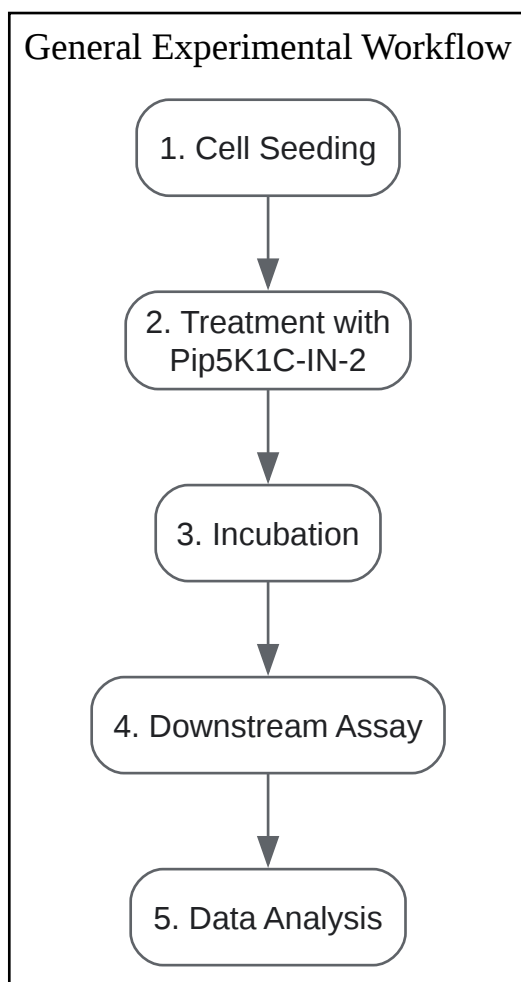 General Experimental Workflow
1. Cell Seeding
2. Treatment with
Pip5K1C-IN-2
3. Incubation
4. Downstream Assay
5. Data Analysis